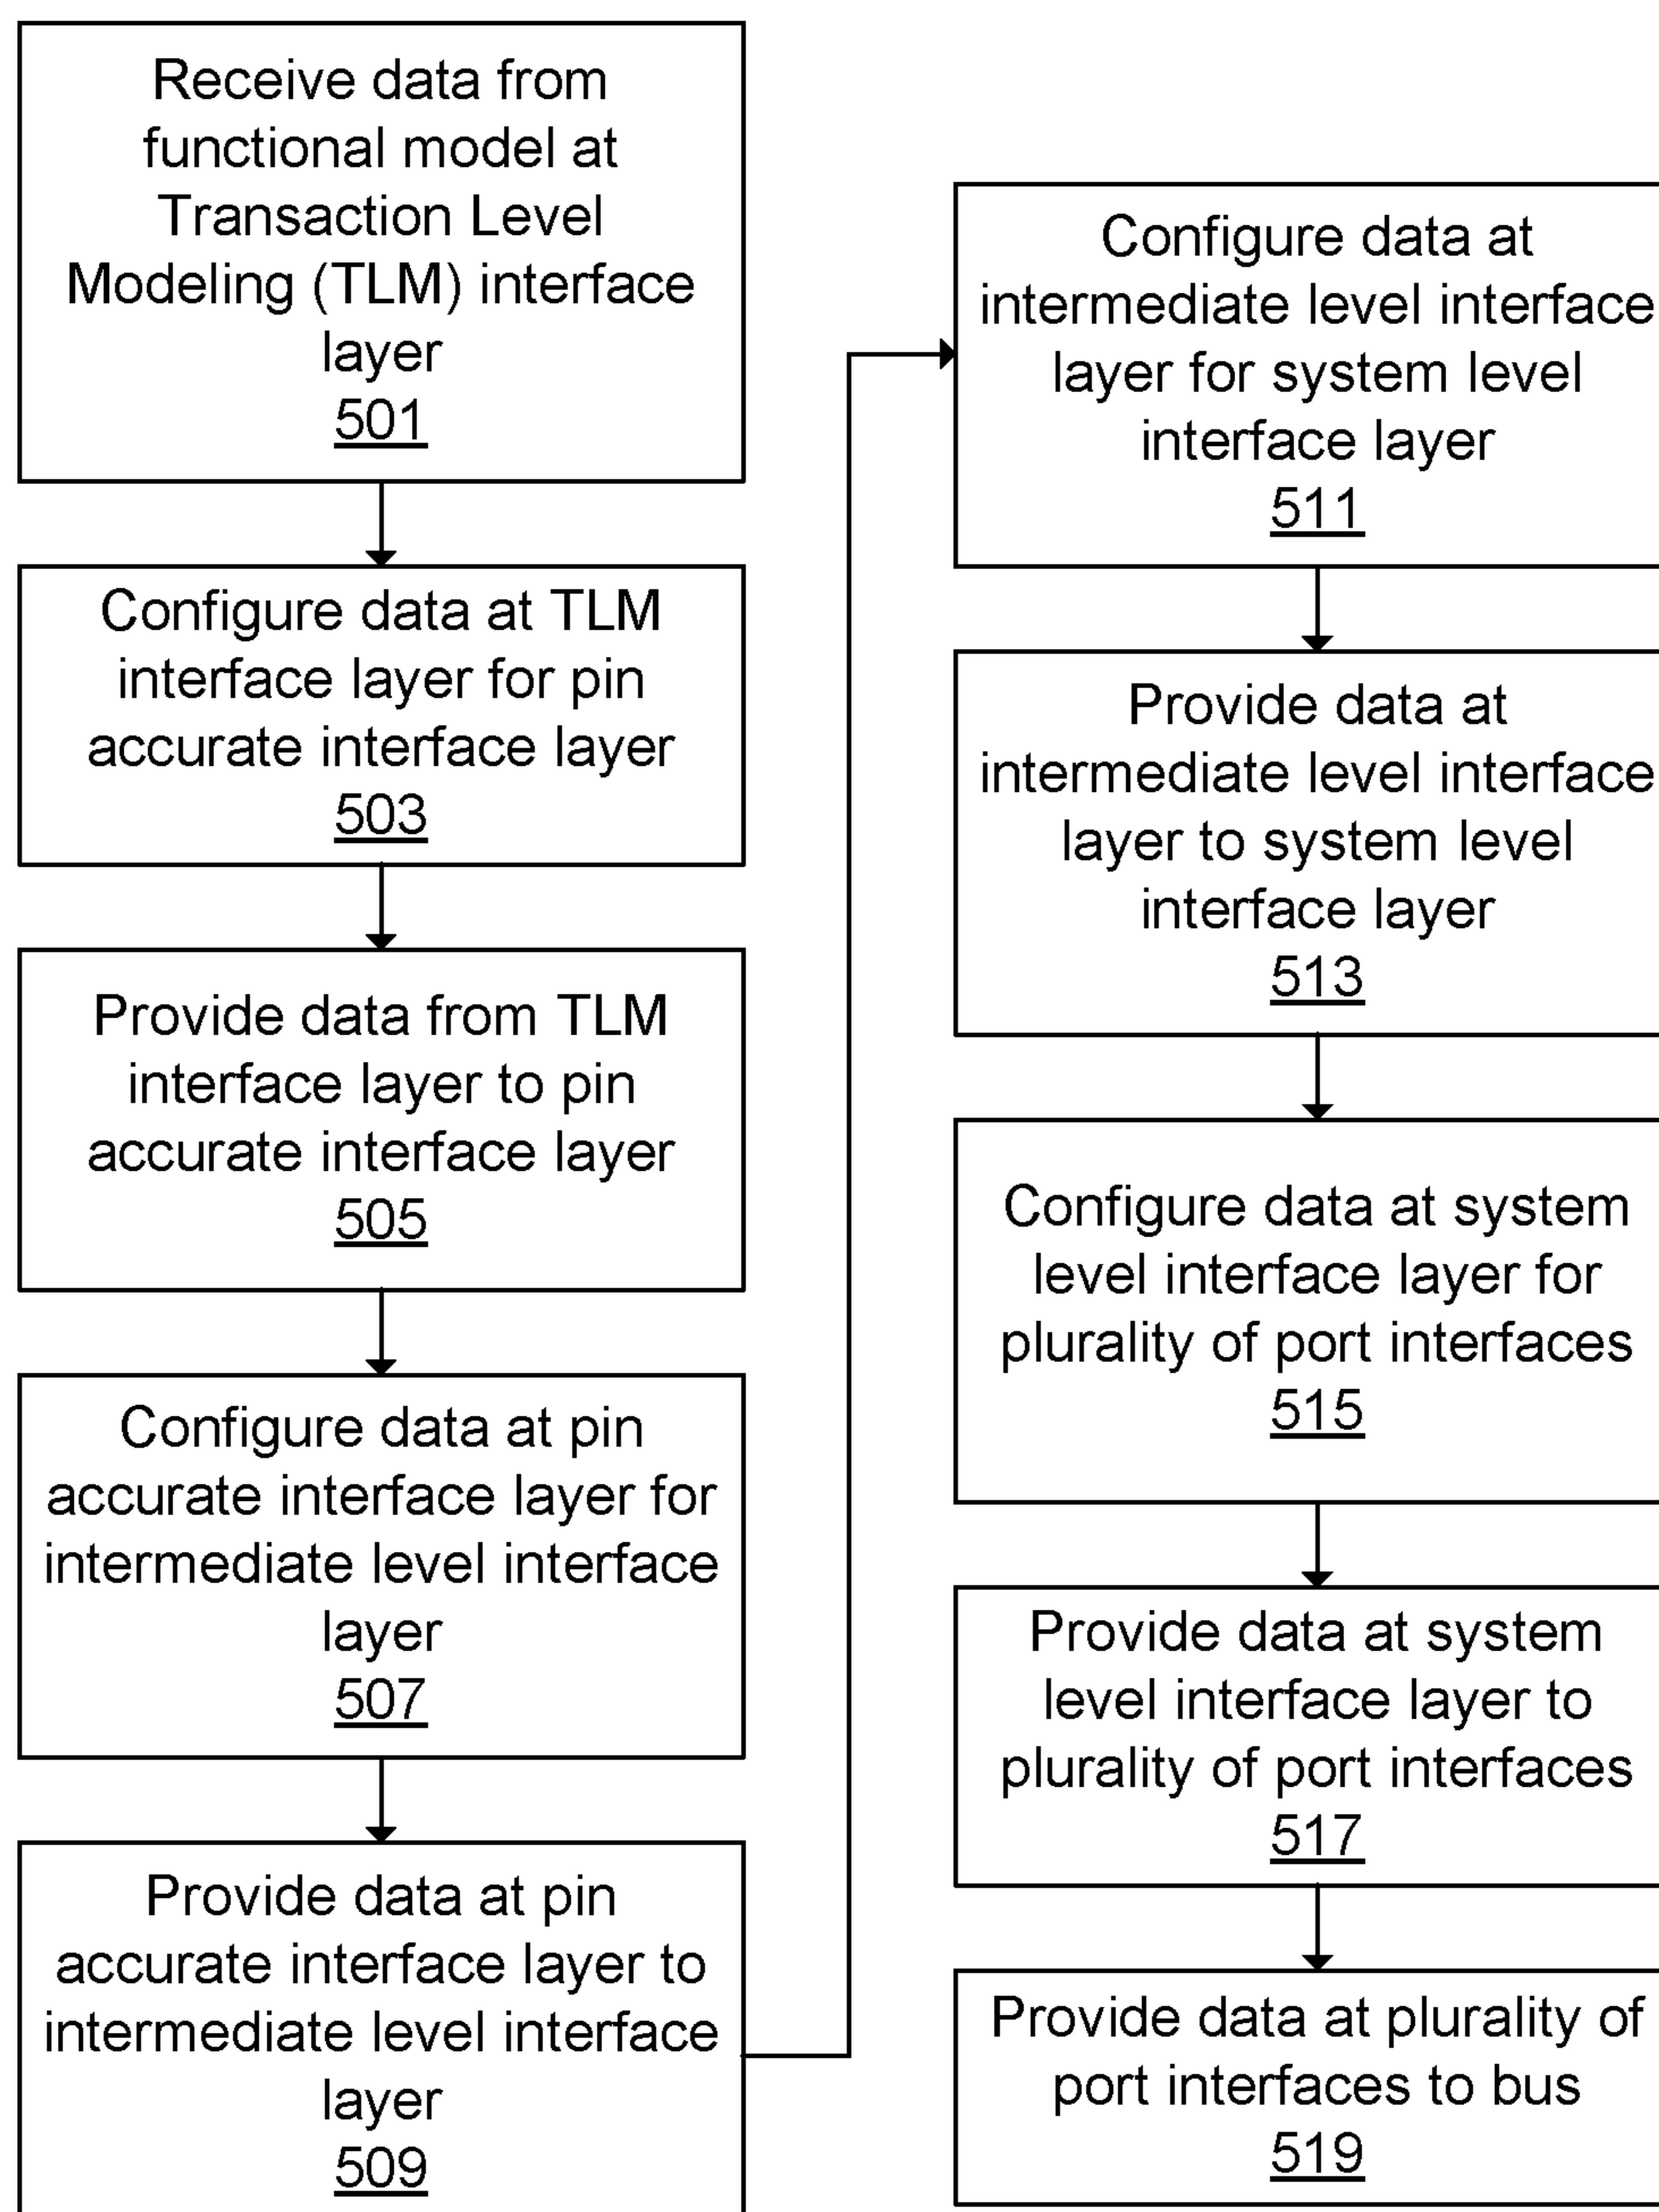 Receive data from
functional model at
Transaction Level
Modeling (TLM) interface
layer
501
Configure data at TLM
interface layer for pin
accurate interface layer
503
Provide data from TLM
interface layer to pin
accurate interface layer
505
Configure data at pin
accurate interface layer for
intermediate level interface
layer
507
Provide data at pin
accurate interface layer to
intermediate level interface
layer
509
Configure data at
intermediate level interface
layer for system level
interface layer
511
Provide data at
intermediate level interface
layer to system level
interface layer
513
Configure data at system
level interface layer for
plurality of port interfaces
515
Provide data at system
level interface layer to
plurality of port interfaces
517
Provide data at plurality of
port interfaces to bus
519